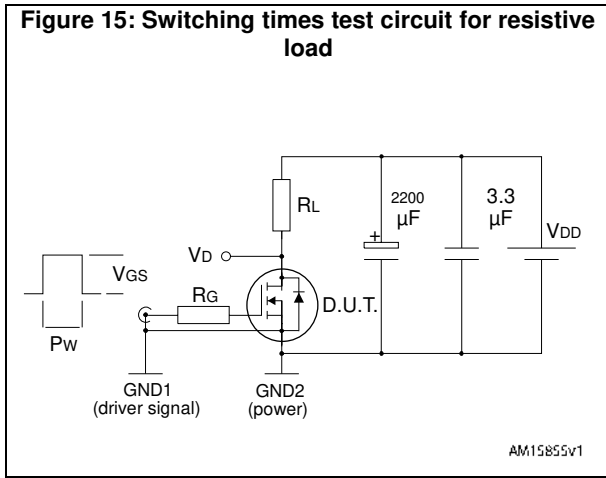 Figure 15: Switching times test circuit for resistive
load
RL
2200
µF
3.3
µF
VDD
+
VD
VGS
RG
D.U.T.
PW
GND1
(driver signal)
GND2
(power)
AM15855v1